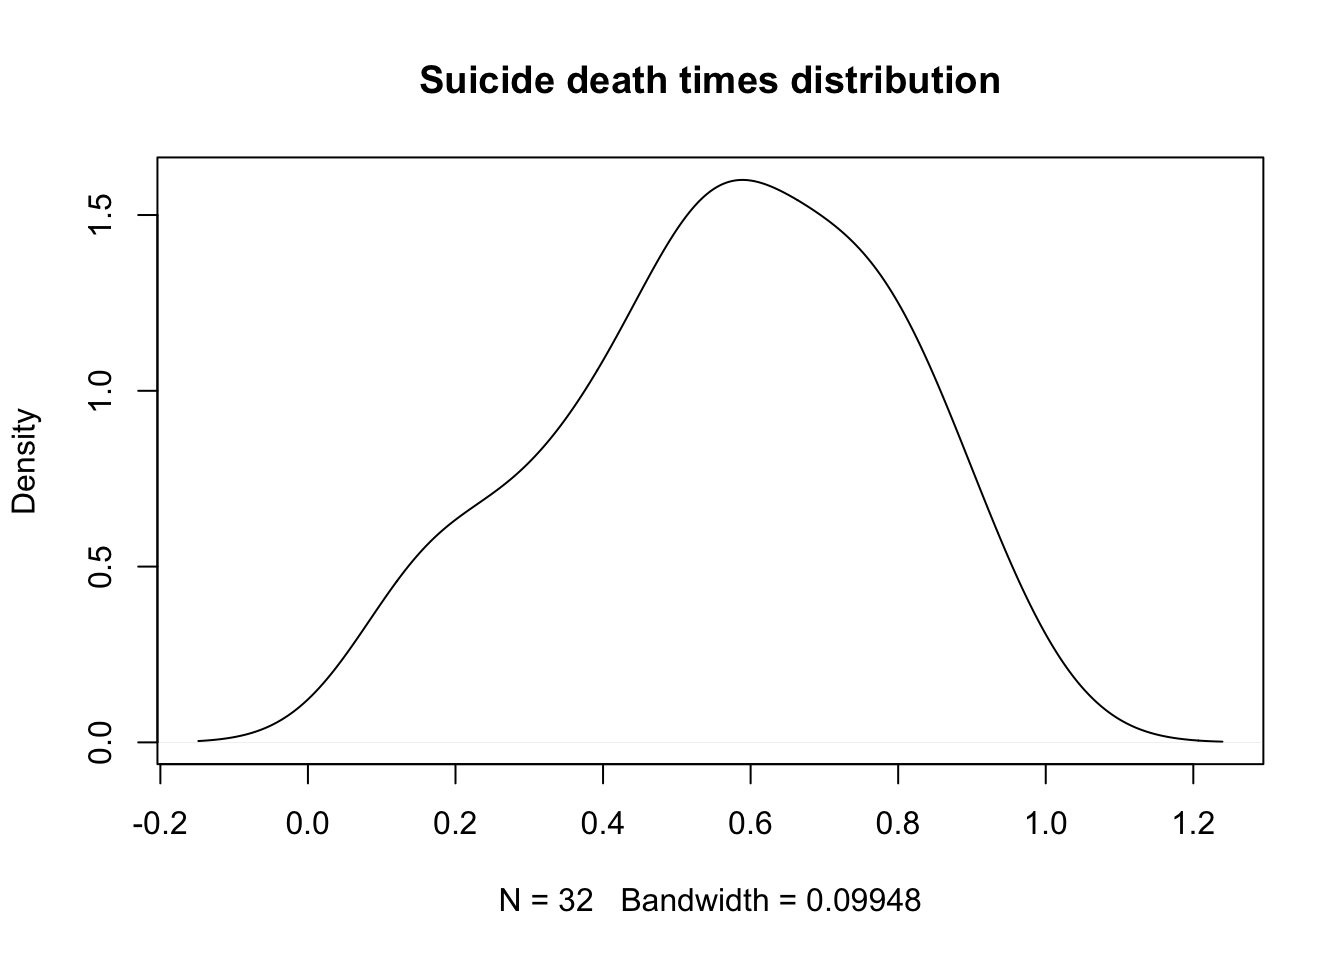 Suicide death times distribution
Density
1.5
1.0
0.5
0.0
-0.2 0.0 0.2 0.4 0.6 0.8 1.0 1.2
N = 32 Bandwidth = 0.09948